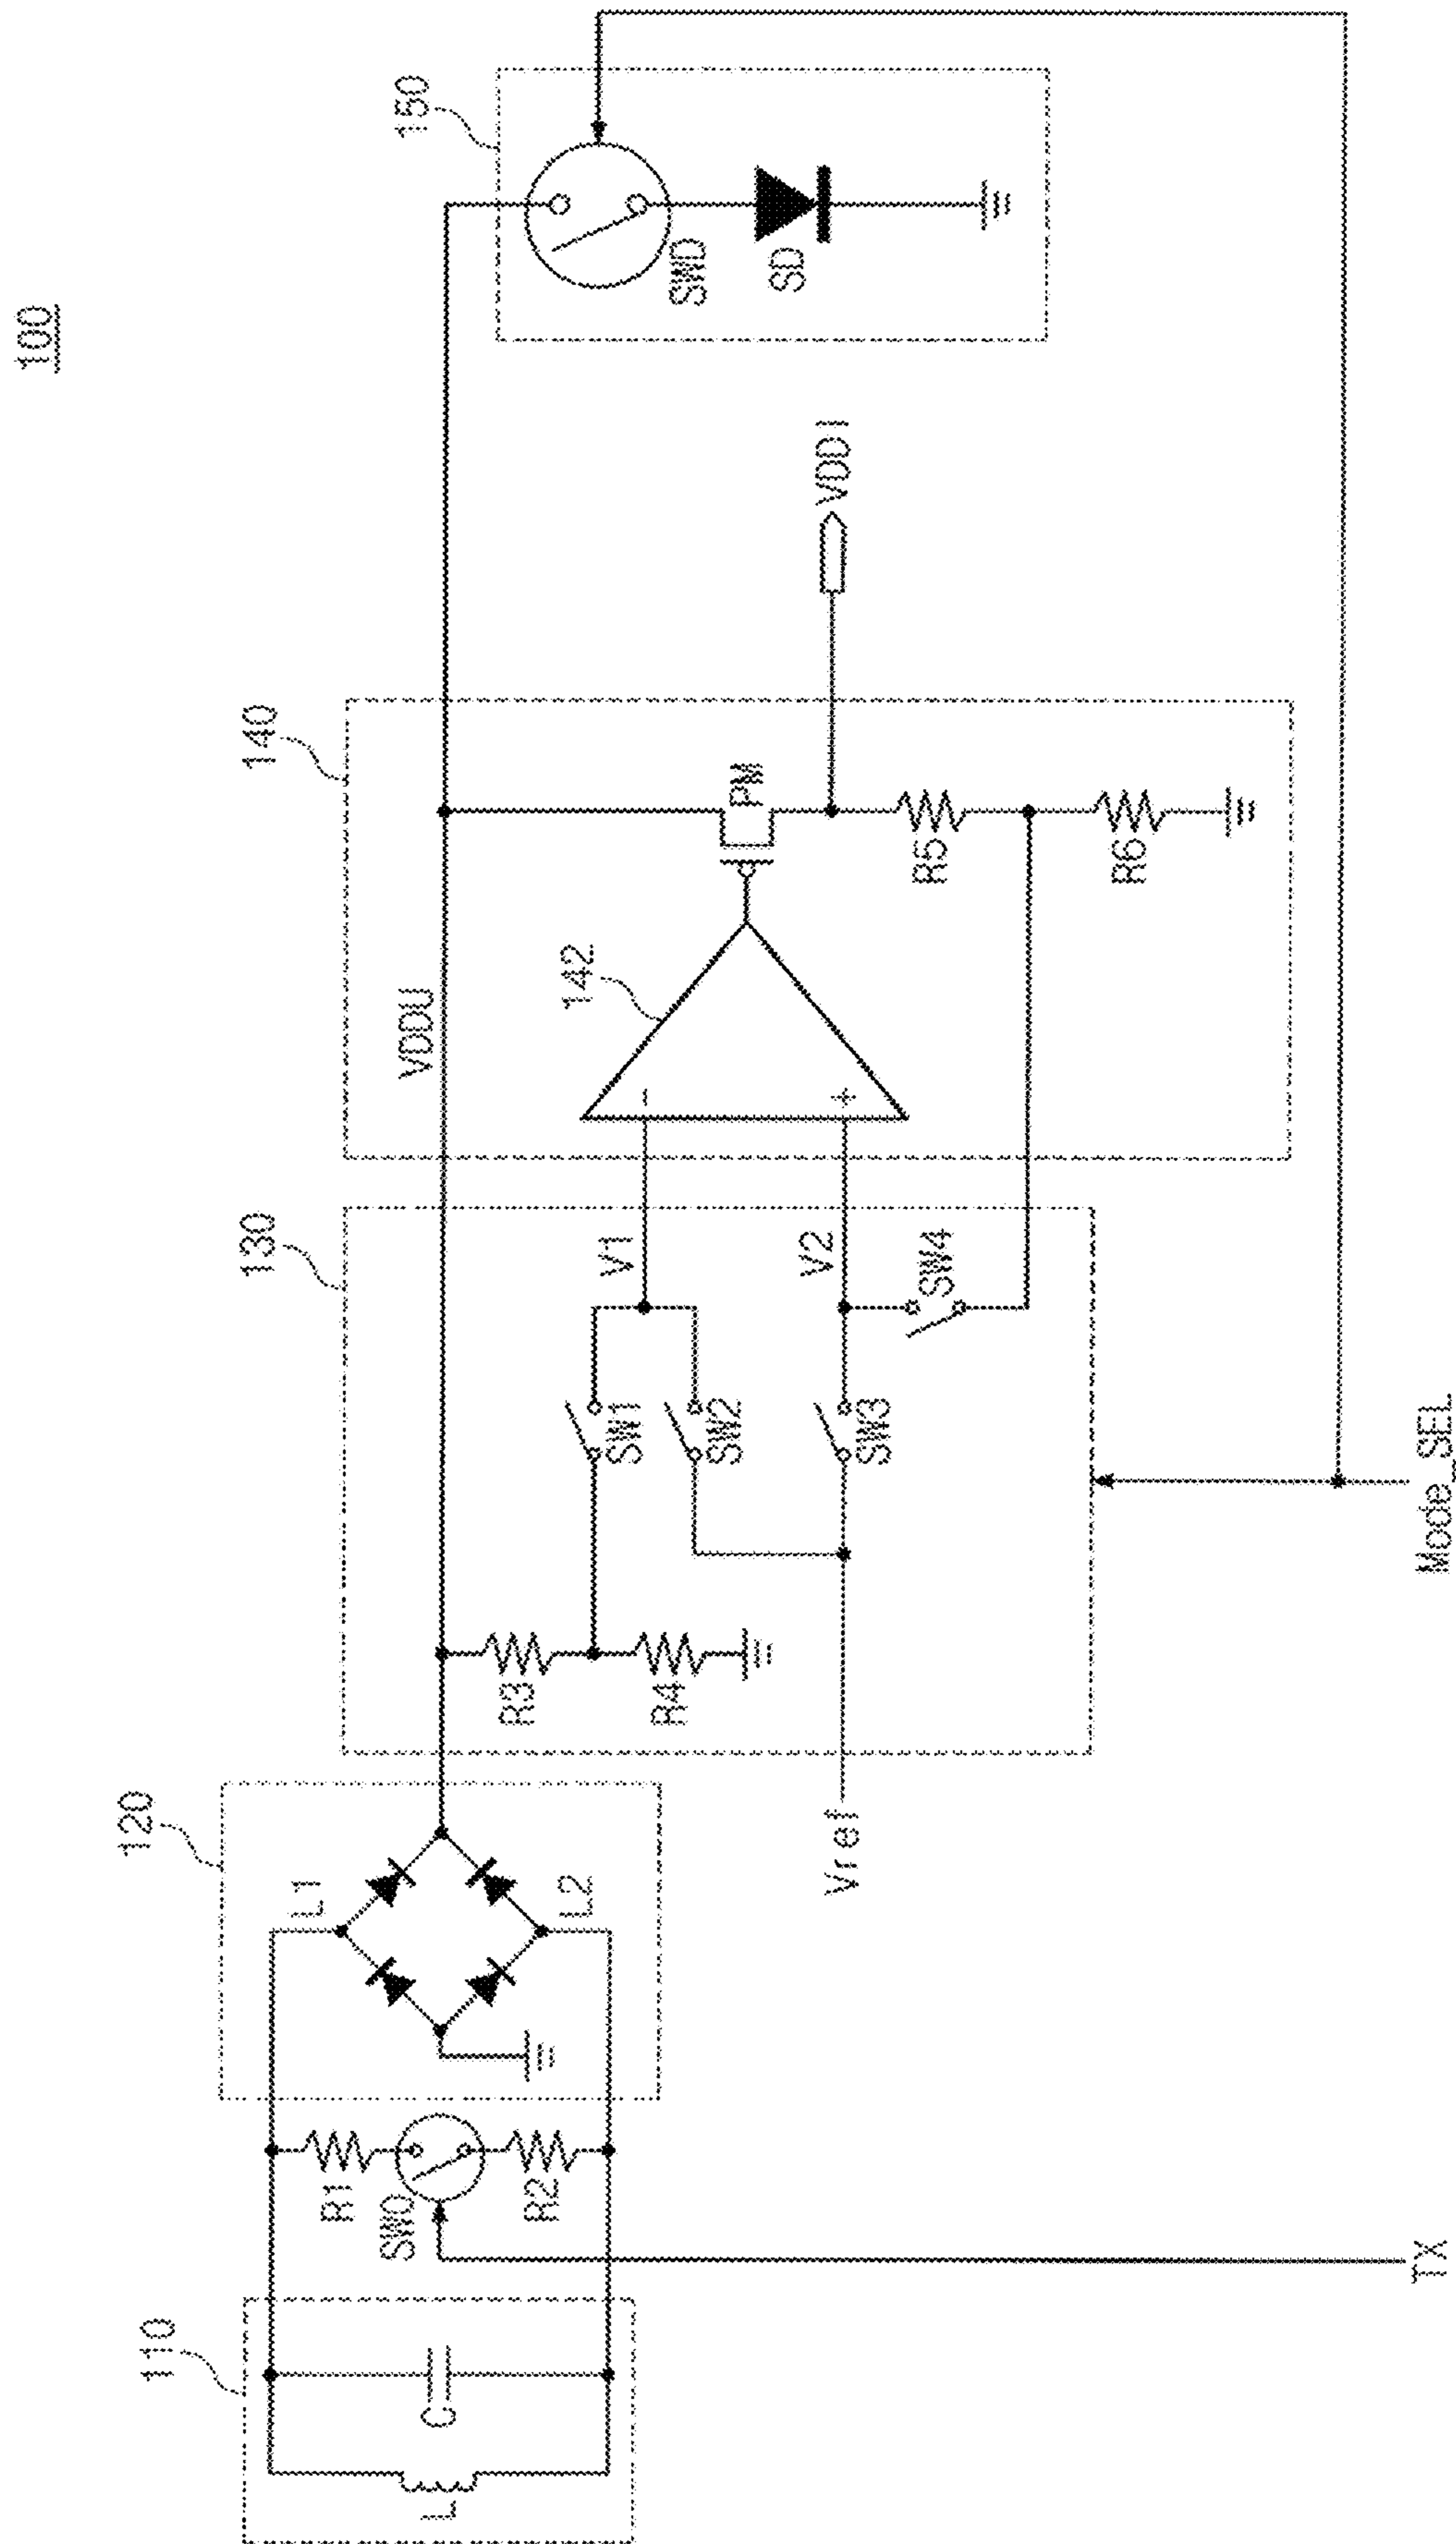 100
110
L
C
R1
SW0
R2
TX
120
L1
L2
130
R3
R4
Vref
SW1
SW2
SW3
SW4
V1
V2
Mode_SEL
140
VDDU
142
PM
R5
R6
VDDI
150
SWD
SD